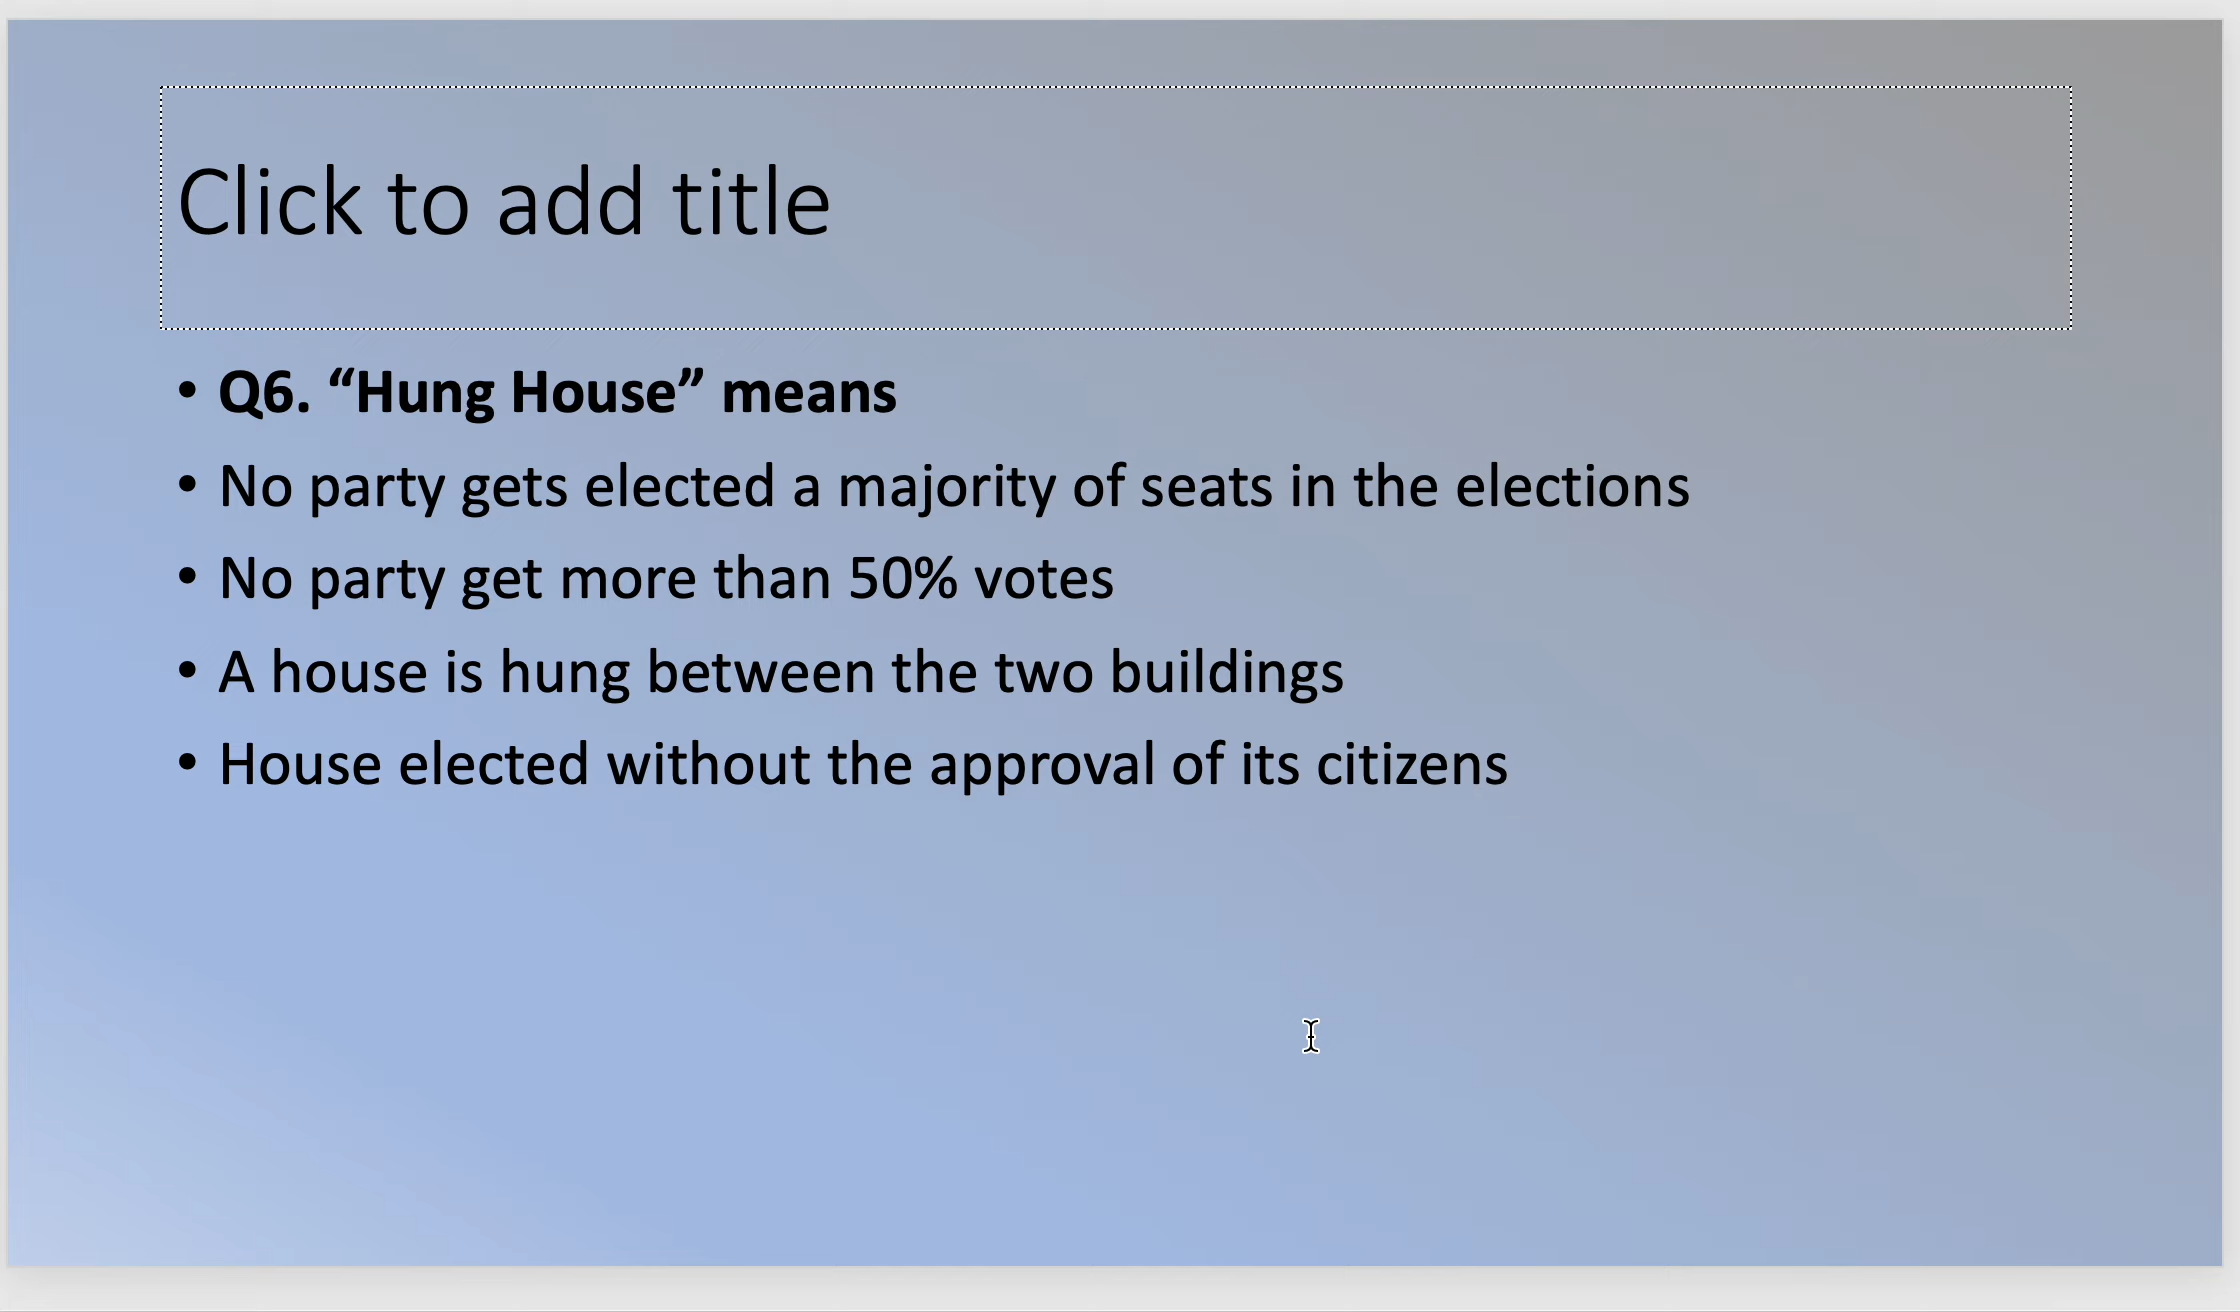 Click to add title
• Q6. “Hung House” means
• No party gets elected a majority of seats in the elections
• No party get more than 50% votes
• A house is hung between the two buildings
• House elected without the approval of its citizens